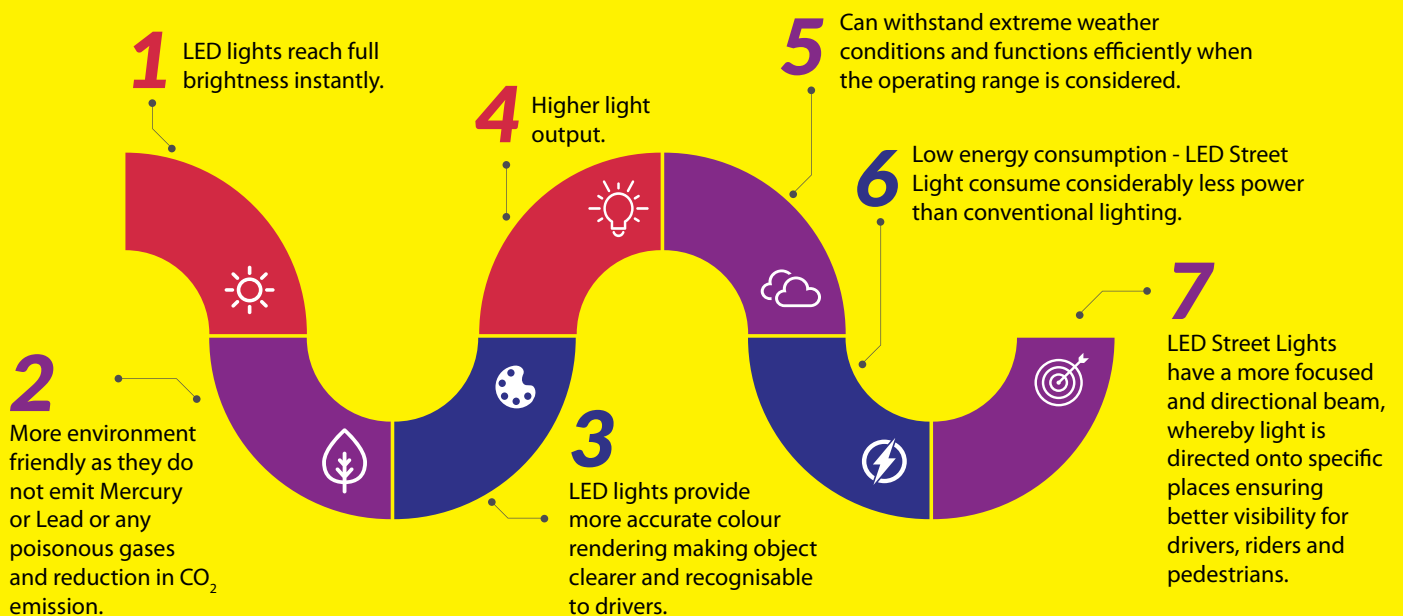 1
LED lights reach full
brightness instantly.
2
More environment
friendly as they do
not emit Mercury
or Lead or any
poisonous gases
and reduction in CO₂
emission.
3
LED lights provide
more accurate colour
rendering making object
clearer and recognisable
to drivers.
4
Higher light
output.
5
Can withstand extreme weather
conditions and functions efficiently when
the operating range is considered.
6
Low energy consumption - LED Street
Light consume considerably less power
than conventional lighting.
7
LED Street Lights
have a more focused
and directional beam,
whereby light is
directed onto specific
places ensuring
better visibility for
drivers, riders and
pedestrians.